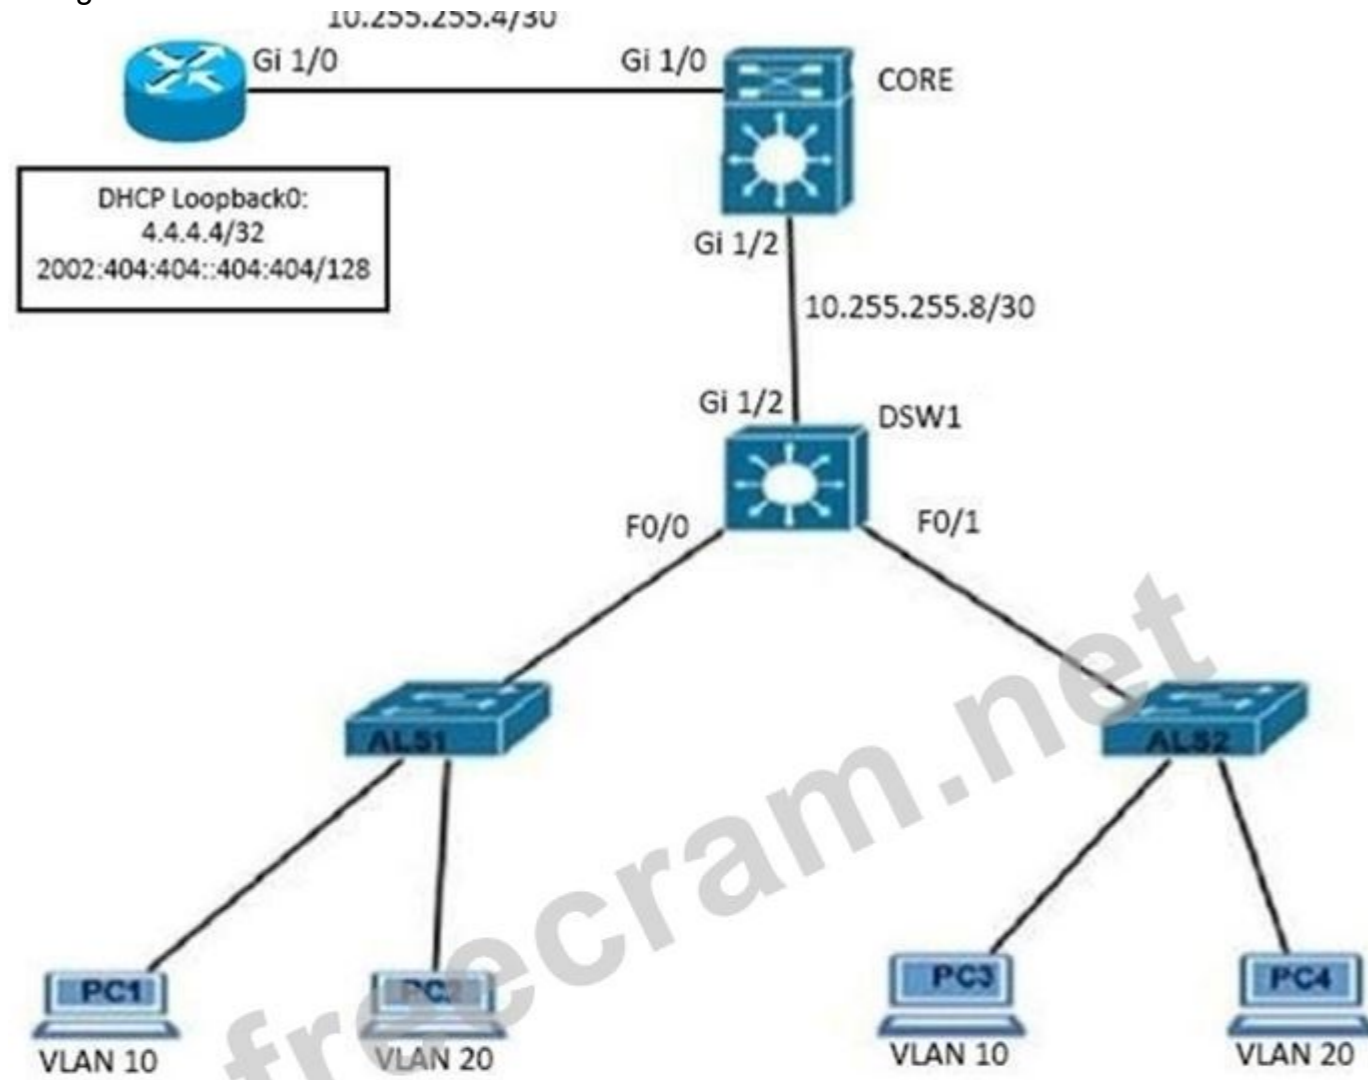 10.255.255.4/30
Gi 1/0
Gi 1/0
CORE
DHCP Loopback0:
4.4.4.4/32
2002:404:404::404:404/128
Gi 1/2
10.255.255.8/30
Gi 1/2
DSW1
F0/0
F0/1
ALS1
ALS2
PC1
PC2
PC3
PC4
VLAN 10
VLAN 20
VLAN 10
VLAN 20
freecram.net